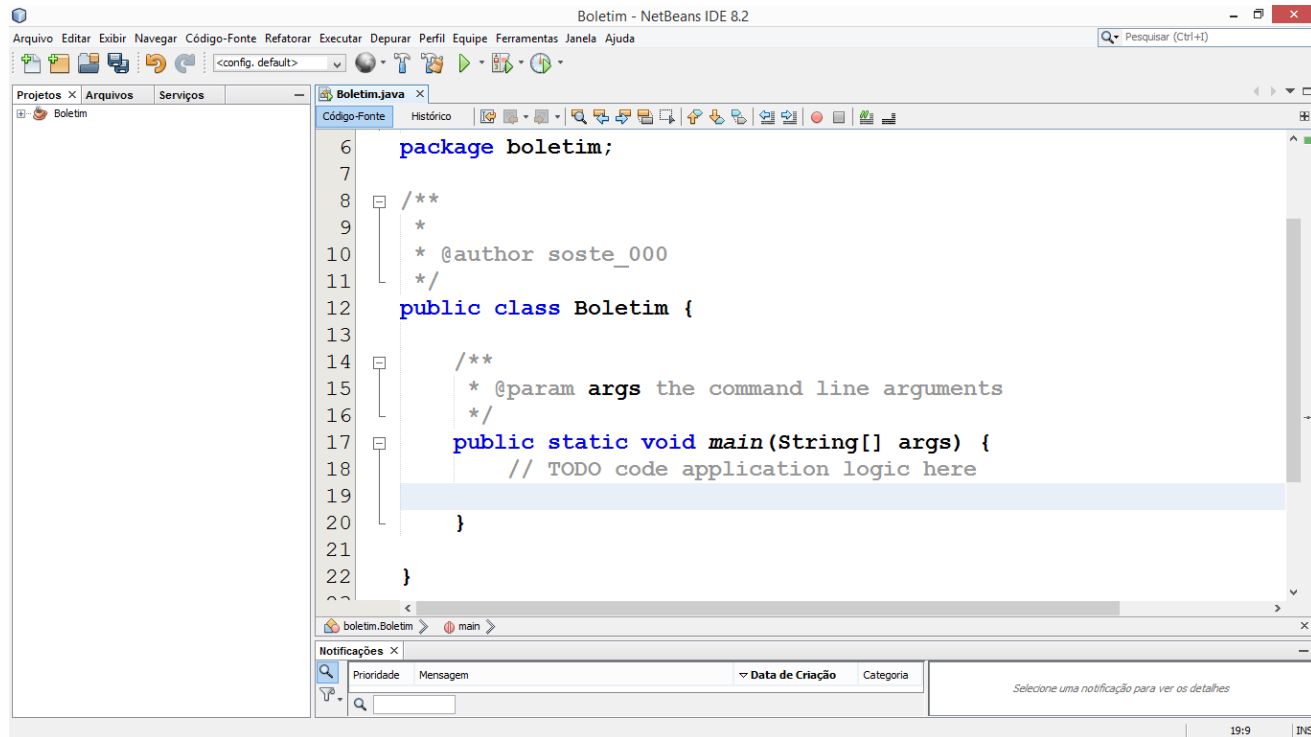 Boletim - NetBeans IDE 8.2
Arquivo Editar Exibir Navegar Código-Fonte Refatorar Executar Depurar Perfil Equipe Ferramentas Janela Ajuda
Pesquisar (Ctrl+I)
<config. default>
Projetos Arquivos Serviços
Boletim
Boletim.java
Código-Fonte Histórico
6 package boletim;
7
8 /**
9 *
10 * @author soste_000
11 */
12 public class Boletim {
13
14 /**
15 * @param args the command line arguments
16 */
17 public static void main(String[] args) {
18 // TODO code application logic here
19
20 }
21
22 }
boletim.Boletim main
Notificações
Prioridade Mensagem Data de Criação Categoria
Selecione uma notificação para ver os detalhes
19:9 INS